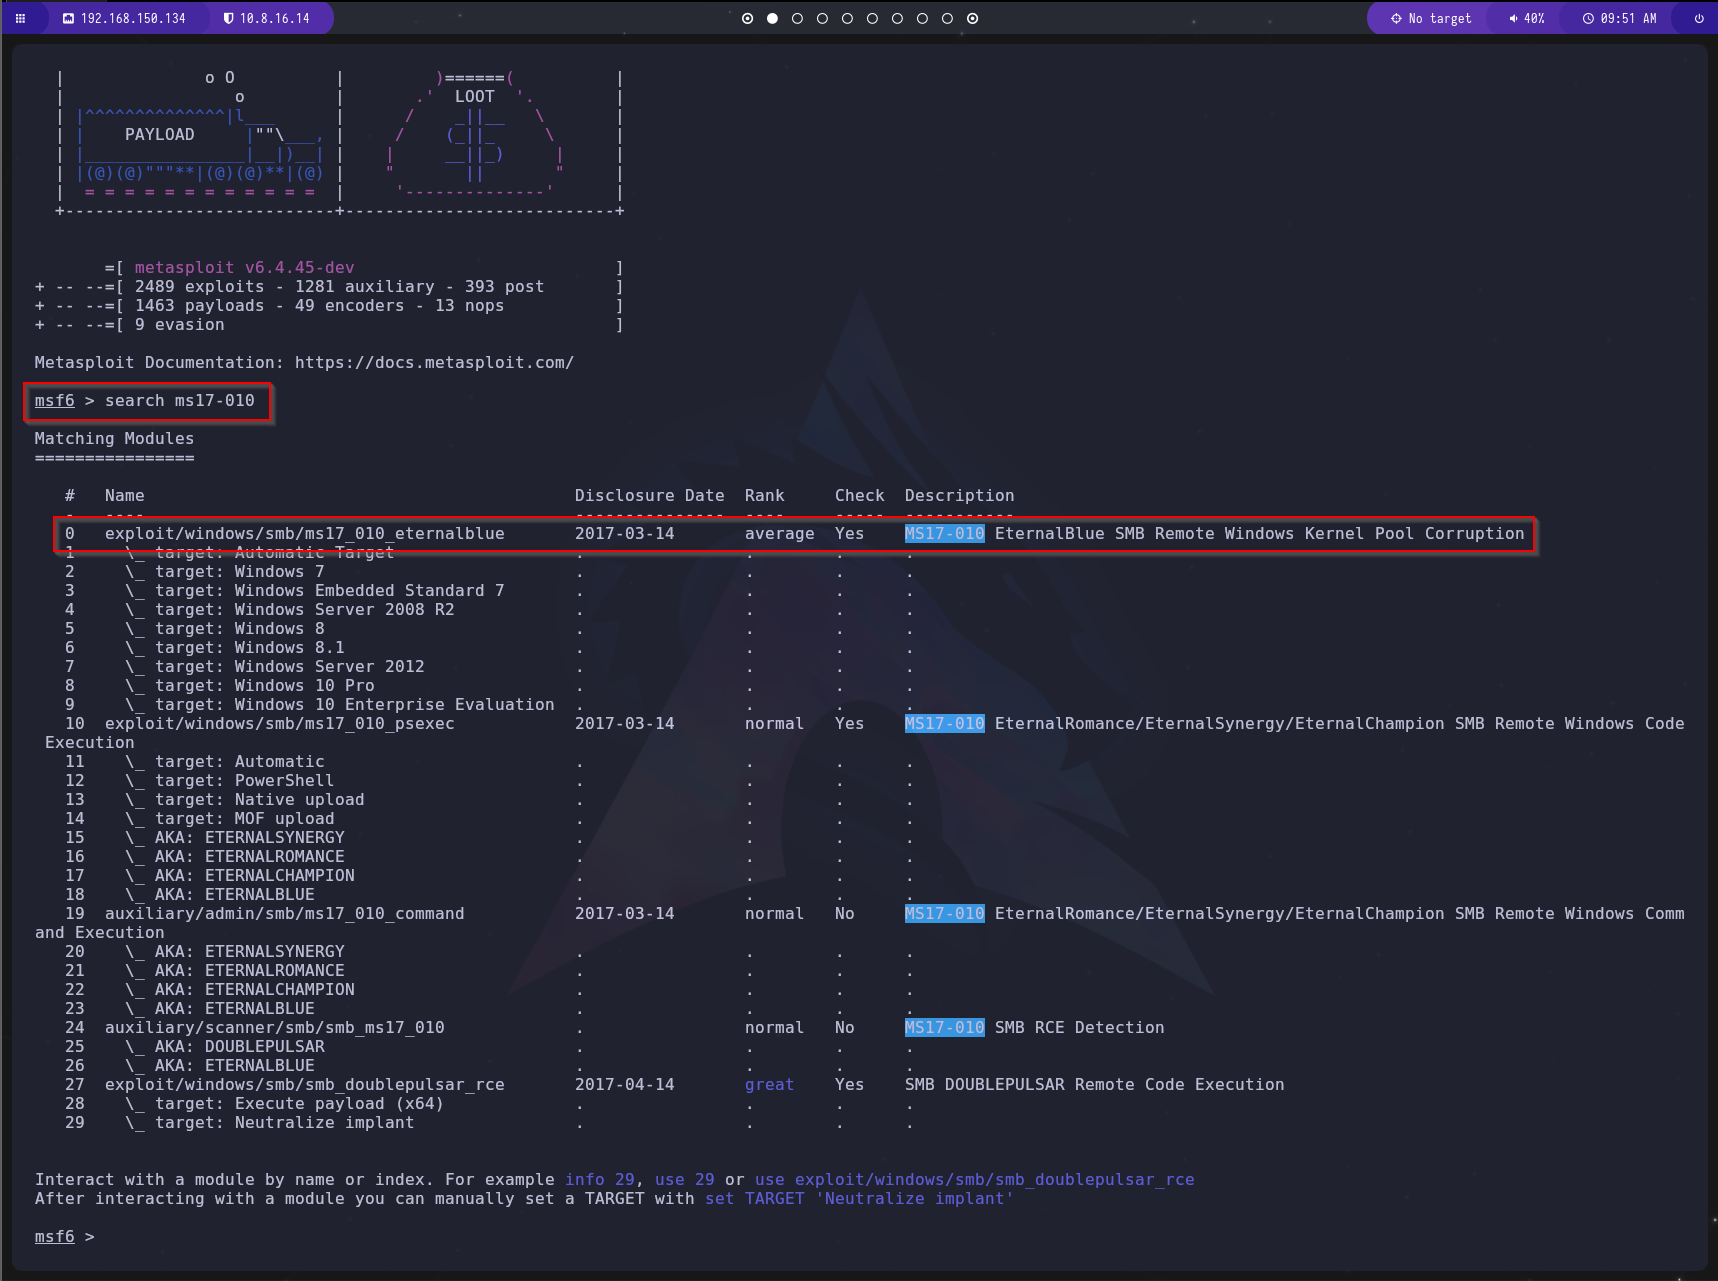 192.168.150.134 10.8.16.14 No target 40% 09:51 AM
  |              o O          |         )======(          |
  |                 o         |       .'  LOOT  '.        |
  | |^^^^^^^^^^^^^^|l___      |      /    _||__   \       |
  | |    PAYLOAD     |""\___, |     /    (_||_     \      |
  | |________________|__|)__| |    |     __||_)     |     |
  | |(@)(@)"""**|(@)(@)**|(@) |    "       ||       "     |
  |  = = = = = = = = = = = =  |     '--------------'      |
  +---------------------------+---------------------------+
       =[ metasploit v6.4.45-dev                          ]
+ -- --=[ 2489 exploits - 1281 auxiliary - 393 post       ]
+ -- --=[ 1463 payloads - 49 encoders - 13 nops           ]
+ -- --=[ 9 evasion                                       ]
Metasploit Documentation: https://docs.metasploit.com/
msf6 > search ms17-010
Matching Modules
================
   #   Name                                           Disclosure Date  Rank     Check  Description
   -   ----                                           ---------------  ----     -----  -----------
   0   exploit/windows/smb/ms17_010_eternalblue       2017-03-14       average  Yes    MS17-010 EternalBlue SMB Remote Windows Kernel Pool Corruption
   1     \_ target: Automatic Target                  .                .        .      .
   2     \_ target: Windows 7                         .                .        .      .
   3     \_ target: Windows Embedded Standard 7       .                .        .      .
   4     \_ target: Windows Server 2008 R2            .                .        .      .
   5     \_ target: Windows 8                         .                .        .      .
   6     \_ target: Windows 8.1                       .                .        .      .
   7     \_ target: Windows Server 2012               .                .        .      .
   8     \_ target: Windows 10 Pro                    .                .        .      .
   9     \_ target: Windows 10 Enterprise Evaluation  .                .        .      .
   10  exploit/windows/smb/ms17_010_psexec            2017-03-14       normal   Yes    MS17-010 EternalRomance/EternalSynergy/EternalChampion SMB Remote Windows Code
 Execution
   11    \_ target: Automatic                         .                .        .      .
   12    \_ target: PowerShell                        .                .        .      .
   13    \_ target: Native upload                     .                .        .      .
   14    \_ target: MOF upload                        .                .        .      .
   15    \_ AKA: ETERNALSYNERGY                       .                .        .      .
   16    \_ AKA: ETERNALROMANCE                       .                .        .      .
   17    \_ AKA: ETERNALCHAMPION                      .                .        .      .
   18    \_ AKA: ETERNALBLUE                          .                .        .      .
   19  auxiliary/admin/smb/ms17_010_command           2017-03-14       normal   No     MS17-010 EternalRomance/EternalSynergy/EternalChampion SMB Remote Windows Comm
and Execution
   20    \_ AKA: ETERNALSYNERGY                       .                .        .      .
   21    \_ AKA: ETERNALROMANCE                       .                .        .      .
   22    \_ AKA: ETERNALCHAMPION                      .                .        .      .
   23    \_ AKA: ETERNALBLUE                          .                .        .      .
   24  auxiliary/scanner/smb/smb_ms17_010             .                normal   No     MS17-010 SMB RCE Detection
   25    \_ AKA: DOUBLEPULSAR                         .                .        .      .
   26    \_ AKA: ETERNALBLUE                          .                .        .      .
   27  exploit/windows/smb/smb_doublepulsar_rce       2017-04-14       great    Yes    SMB DOUBLEPULSAR Remote Code Execution
   28    \_ target: Execute payload (x64)             .                .        .      .
   29    \_ target: Neutralize implant                .                .        .      .
Interact with a module by name or index. For example info 29, use 29 or use exploit/windows/smb/smb_doublepulsar_rce
After interacting with a module you can manually set a TARGET with set TARGET 'Neutralize implant'
msf6 >